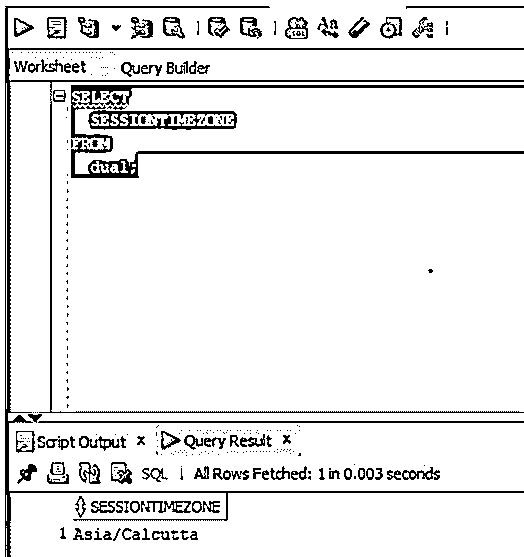 Worksheet Query Builder
SELECT
SESSIONTIMEZONE
FROM
dual;
Script Output x Query Result x
SQL | All Rows Fetched: 1 in 0.003 seconds
SESSIONTIMEZONE
1 Asia/Calcutta